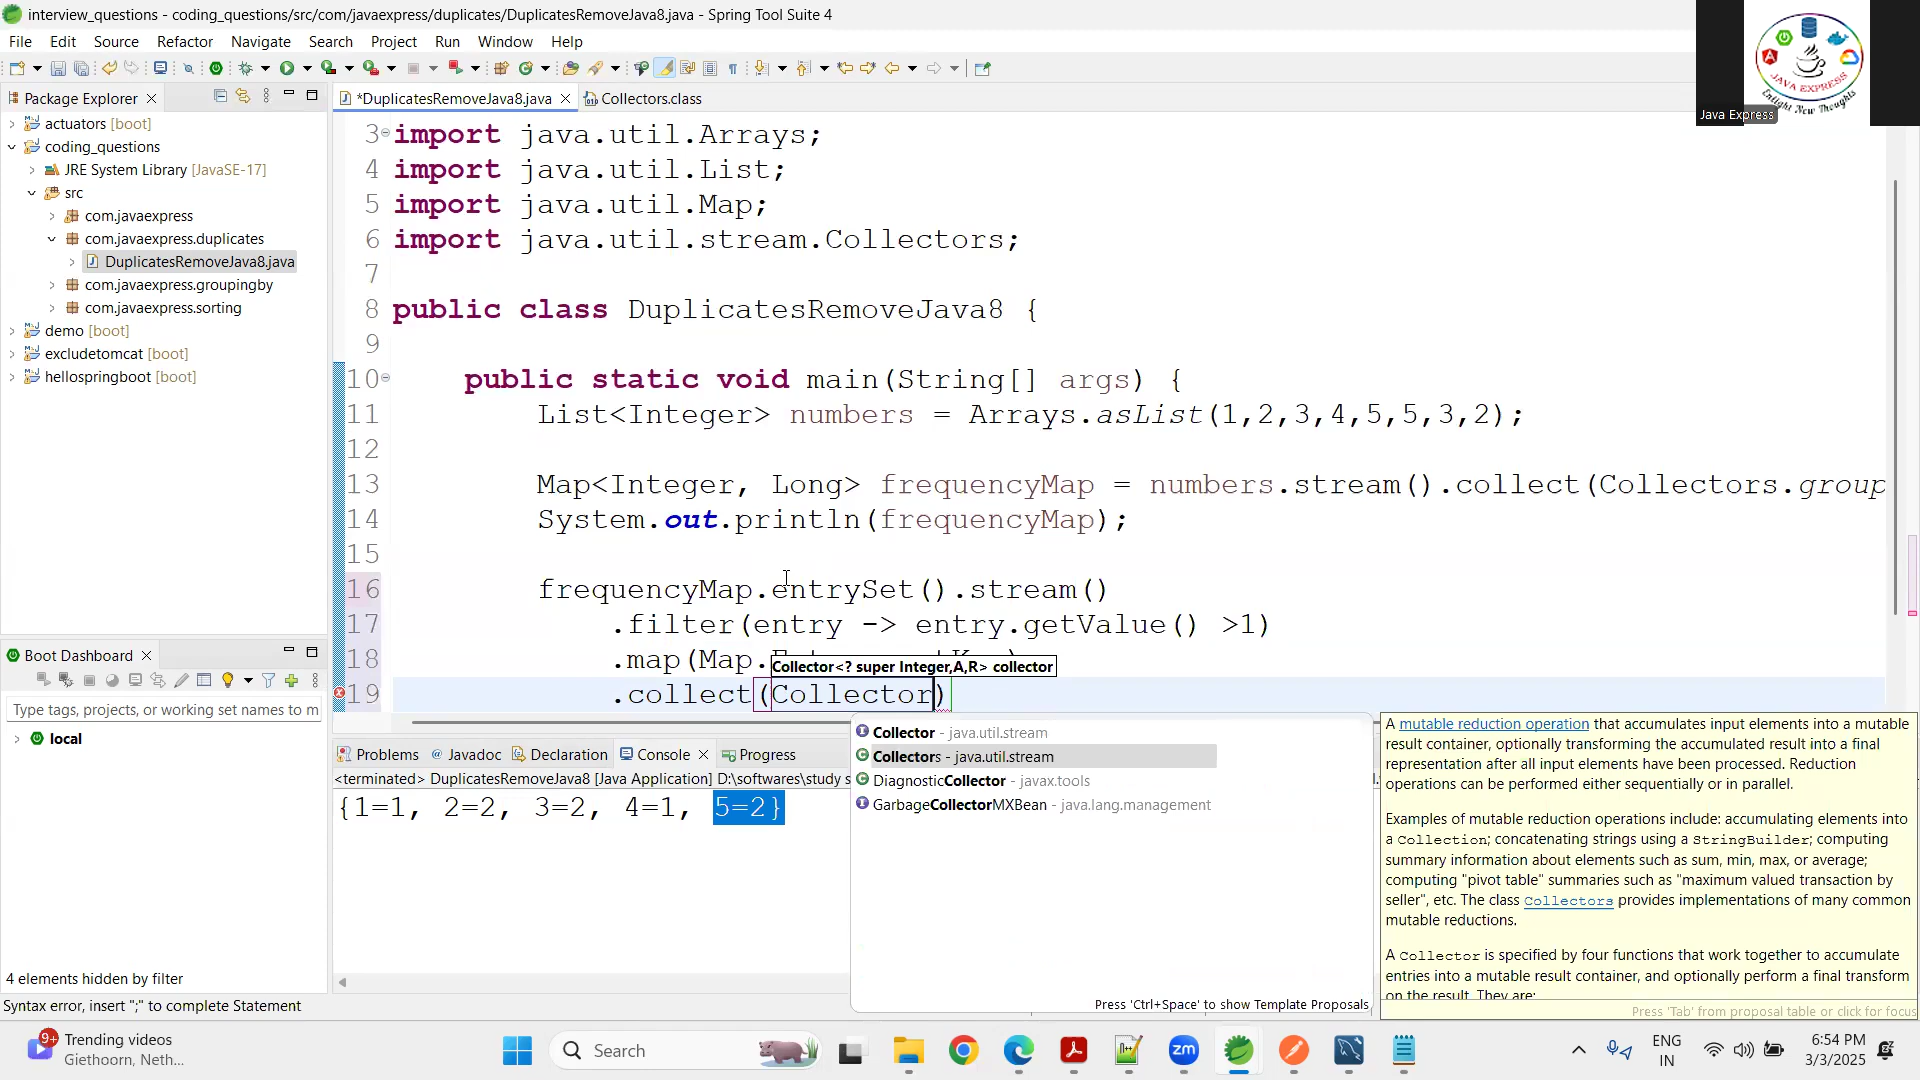 interview_questions - coding_questions/src/com/javaexpress/duplicates/DuplicatesRemoveJava8.java - Spring Tool Suite 4
File Edit Source Refactor Navigate Search Project Run Window Help
JAVA EXPRESS
Enlight New Thoughts
Java Express
Package Explorer
*DuplicatesRemoveJava8.java
Collectors.class
actuators [boot]
coding_questions
JRE System Library [JavaSE-17]
src
com.javaexpress
com.javaexpress.duplicates
DuplicatesRemoveJava8.java
com.javaexpress.groupingby
com.javaexpress.sorting
demo [boot]
excludetomcat [boot]
hellospringboot [boot]
3 import java.util.Arrays;
4 import java.util.List;
5 import java.util.Map;
6 import java.util.stream.Collectors;
7
8 public class DuplicatesRemoveJava8 {
9
10 public static void main(String[] args) {
11 List<Integer> numbers = Arrays.asList(1,2,3,4,5,5,3,2);
12
13 Map<Integer, Long> frequencyMap = numbers.stream().collect(Collectors.group
14 System.out.println(frequencyMap);
15
16 frequencyMap.entrySet().stream()
17 .filter(entry -> entry.getValue() >1)
18 .map(Map.
Collector<? super Integer,A,R> collector
19 .collect(Collector)
Collector - java.util.stream
Collectors - java.util.stream
DiagnosticCollector - javax.tools
GarbageCollectorMXBean - java.lang.management
Press 'Ctrl+Space' to show Template Proposals
A mutable reduction operation that accumulates input elements into a mutable
result container, optionally transforming the accumulated result into a final
representation after all input elements have been processed. Reduction
operations can be performed either sequentially or in parallel.
Examples of mutable reduction operations include: accumulating elements into
a Collection; concatenating strings using a StringBuilder; computing
summary information about elements such as sum, min, max, or average;
computing "pivot table" summaries such as "maximum valued transaction by
seller", etc. The class Collectors provides implementations of many common
mutable reductions.
A Collector is specified by four functions that work together to accumulate
entries into a mutable result container, and optionally perform a final transform
on the result. They are:
Press 'Tab' from proposal table or click for focus
Boot Dashboard
Type tags, projects, or working set names to m
local
4 elements hidden by filter
Problems Javadoc Declaration Console Progress
<terminated> DuplicatesRemoveJava8 [Java Application] D:\softwares\study s
{1=1, 2=2, 3=2, 4=1, 5=2}
Syntax error, insert ";" to complete Statement
9+
Trending videos
Giethoorn, Neth...
Search
zm
ENG
IN
6:54 PM
3/3/2025